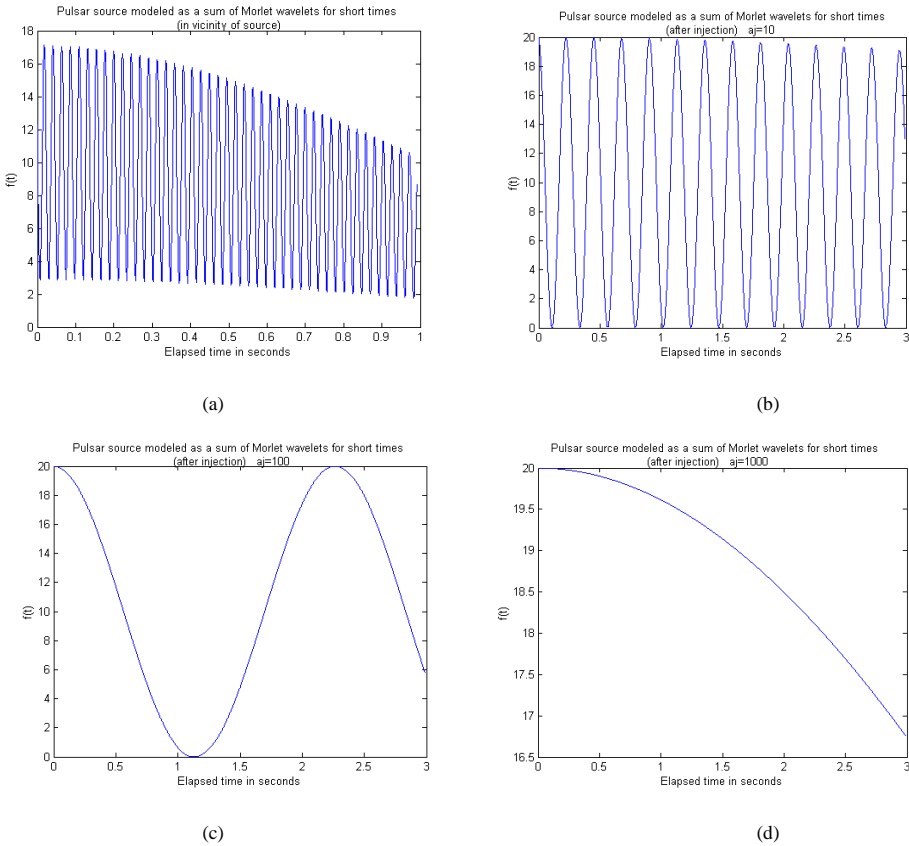 Pulsar source modeled as a sum of Morlet wavelets for short times
(in vicinity of source)
18
16
14
12
10
8
6
4
2
0
f(t)
0 0.1 0.2 0.3 0.4 0.5 0.6 0.7 0.8 0.9 1
Elapsed time in seconds
(a)
Pulsar source modeled as a sum of Morlet wavelets for short times
(after injection) aj=10
20
18
16
14
12
10
8
6
4
2
0
f(t)
0 0.5 1 1.5 2 2.5 3
Elapsed time in seconds
(b)
Pulsar source modeled as a sum of Morlet wavelets for short times
(after injection) aj=100
20
18
16
14
12
10
8
6
4
2
0
f(t)
0 0.5 1 1.5 2 2.5 3
Elapsed time in seconds
(c)
Pulsar source modeled as a sum of Morlet wavelets for short times
(after injection) aj=1000
20
19.5
19
18.5
18
17.5
17
16.5
f(t)
0 0.5 1 1.5 2 2.5 3
Elapsed time in seconds
(d)